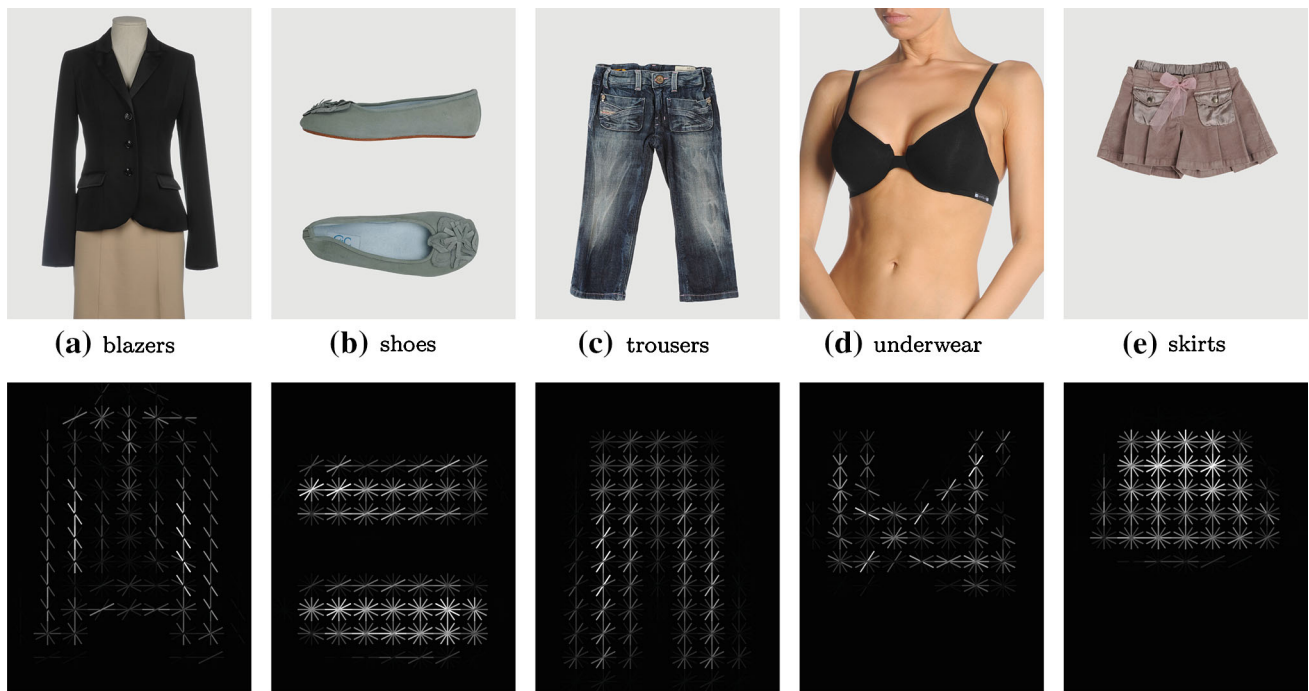 (a) blazers
(b) shoes
(c) trousers
(d) underwear
(e) skirts